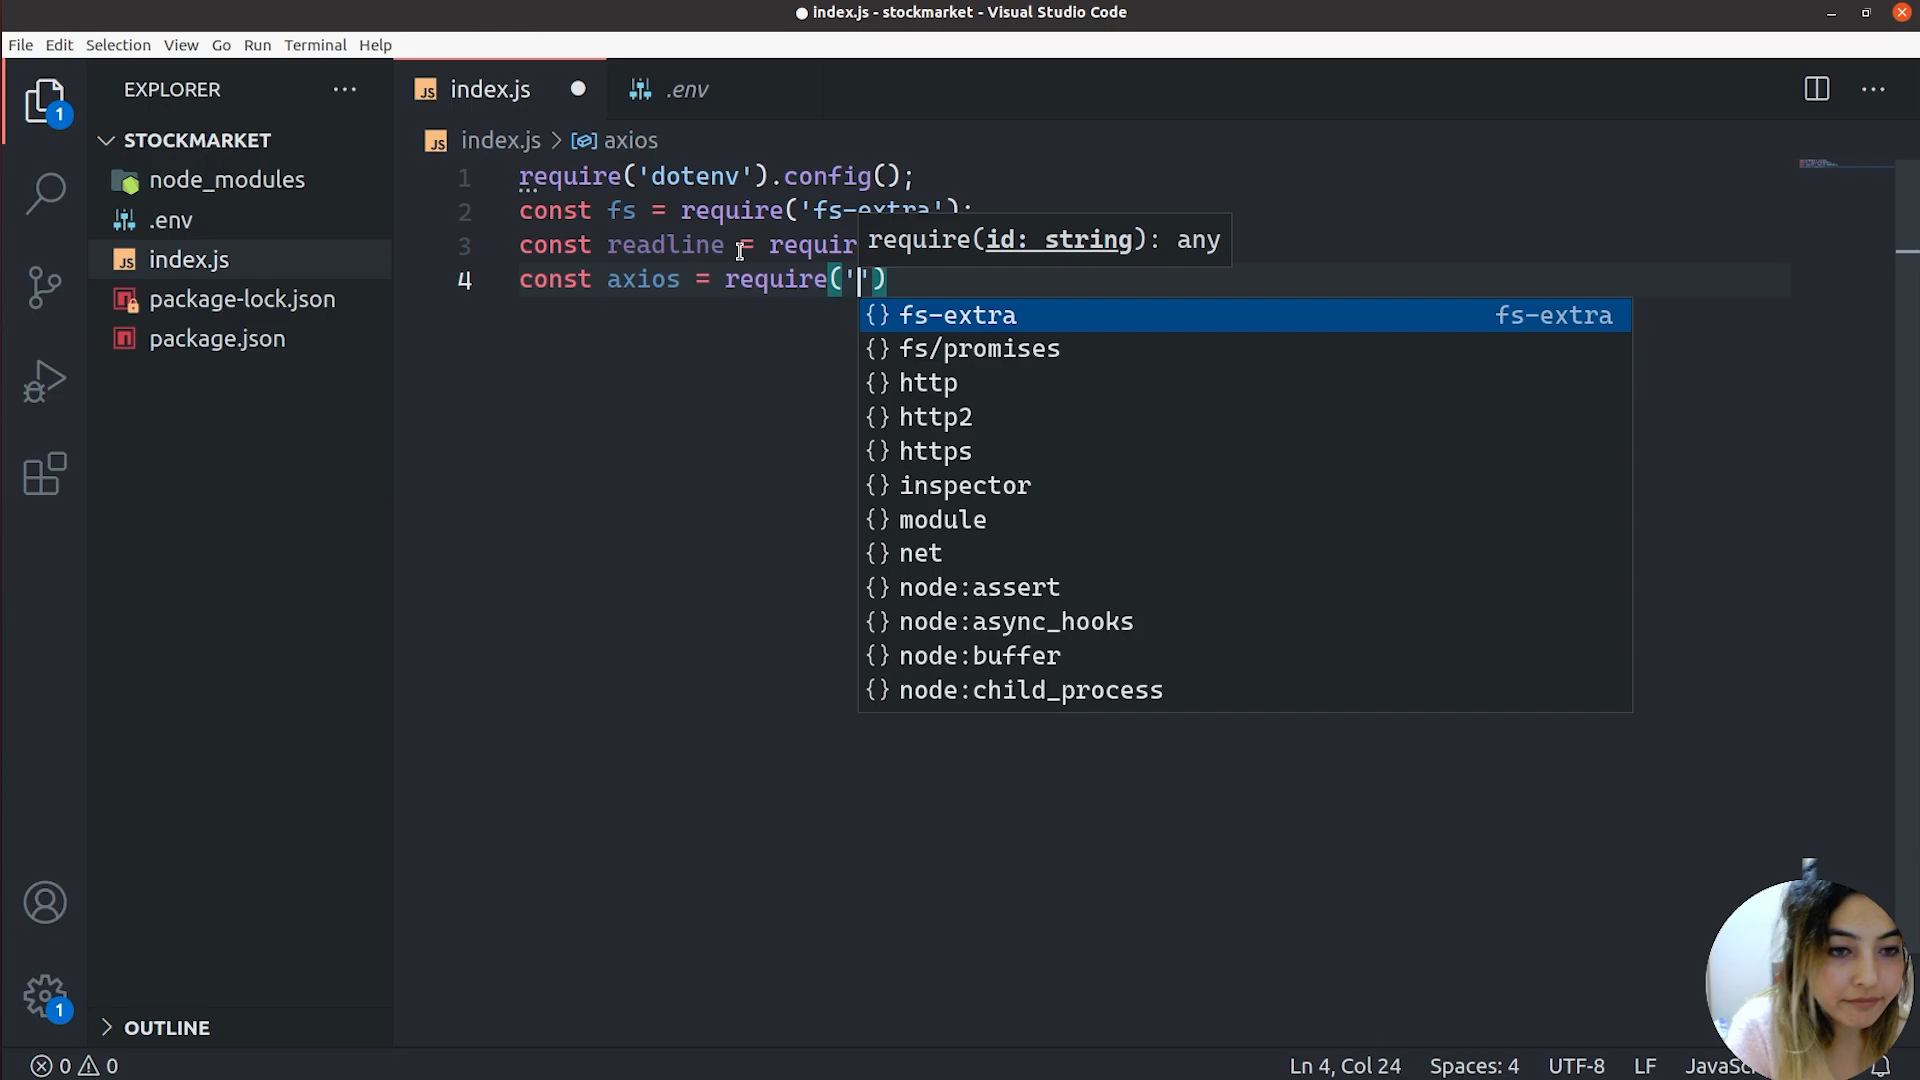 index.js - stockmarket - Visual Studio Code
File Edit Selection View Go Run Terminal Help
EXPLORER
STOCKMARKET
node_modules
.env
index.js
package-lock.json
package.json
OUTLINE
index.js
.env
index.js > axios
1 require('dotenv').config();
2 const fs = require('fs-extra');
3 const readline = requir
4 const axios = require('')
require(id: string): any
{} fs-extra fs-extra
{} fs/promises
{} http
{} http2
{} https
{} inspector
{} module
{} net
{} node:assert
{} node:async_hooks
{} node:buffer
{} node:child_process
1
1
0 0
Ln 4, Col 24 Spaces: 4 UTF-8 LF